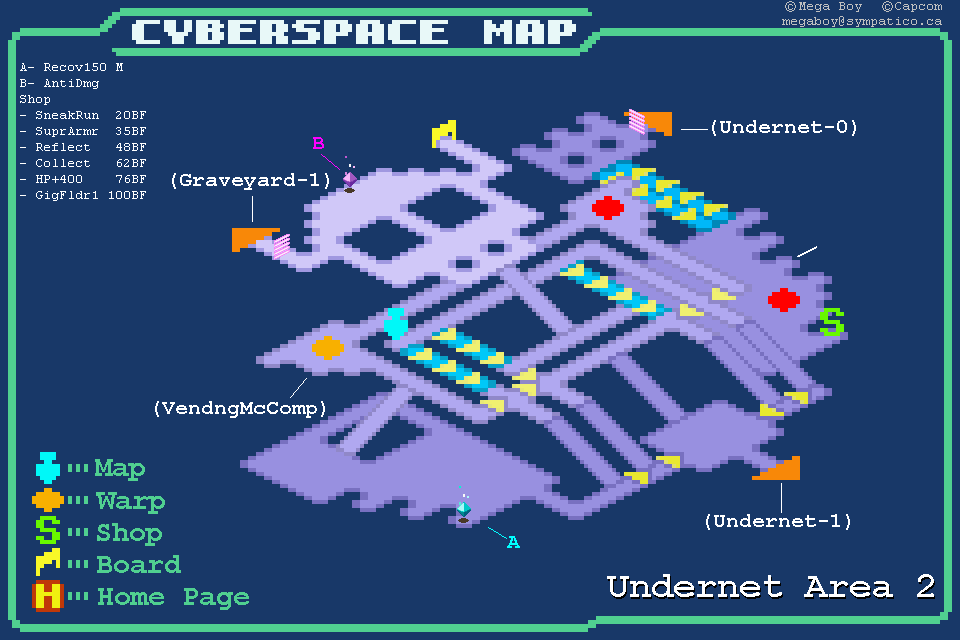 ©Mega Boy ©Capcom
megaboy@sympatico.ca
CYBERSPACE MAP
A- Recov150 M
B- AntiDmg
Shop
- SneakRun 20BF
- SuprArmr 35BF
- Reflect 48BF
- Collect 62BF
- HP+400 76BF
- GigFldr1 100BF
(Undernet-0)
B
(Graveyard-1)
S
(VendngMcComp)
Map
Warp
S Shop
Board
H Home Page
(Undernet-1)
A
Undernet Area 2